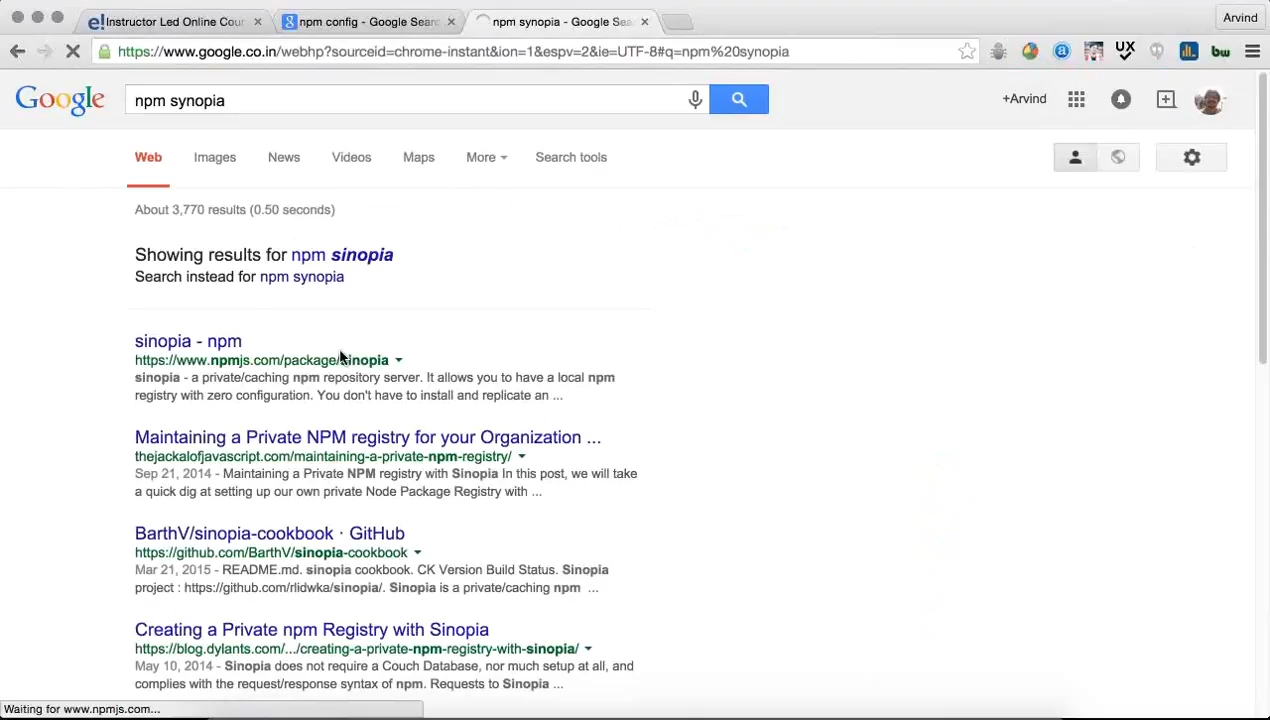 Instructor Led Online Cour
npm config - Google Sear
npm synopia - Google Sea
Arvind
https://www.google.co.in/webhp?sourceid=chrome-instant&ion=1&espv=2&ie=UTF-8#q=npm%20synopia
UX
bw
Google
npm synopia
+Arvind
Web
Images
News
Videos
Maps
More
Search tools
About 3,770 results (0.50 seconds)
Showing results for npm sinopia
Search instead for npm synopia
sinopia - npm
https://www.npmjs.com/package/sinopia
sinopia - a private/caching npm repository server. It allows you to have a local npm
registry with zero configuration. You don't have to install and replicate an ...
Maintaining a Private NPM registry for your Organization ...
thejackalofjavascript.com/maintaining-a-private-npm-registry/
Sep 21, 2014 - Maintaining a Private NPM registry with Sinopia In this post, we will take
a quick dig at setting up our own private Node Package Registry with ...
BarthV/sinopia-cookbook · GitHub
https://github.com/BarthV/sinopia-cookbook
Mar 21, 2015 - README.md. sinopia cookbook. CK Version Build Status. Sinopia
project : https://github.com/rlidwka/sinopia/. Sinopia is a private/caching npm ...
Creating a Private npm Registry with Sinopia
https://blog.dylants.com/.../creating-a-private-npm-registry-with-sinopia/
May 10, 2014 - Sinopia does not require a Couch Database, nor much setup at all, and
complies with the request/response syntax of npm. Requests to Sinopia ...
Waiting for www.npmjs.com...